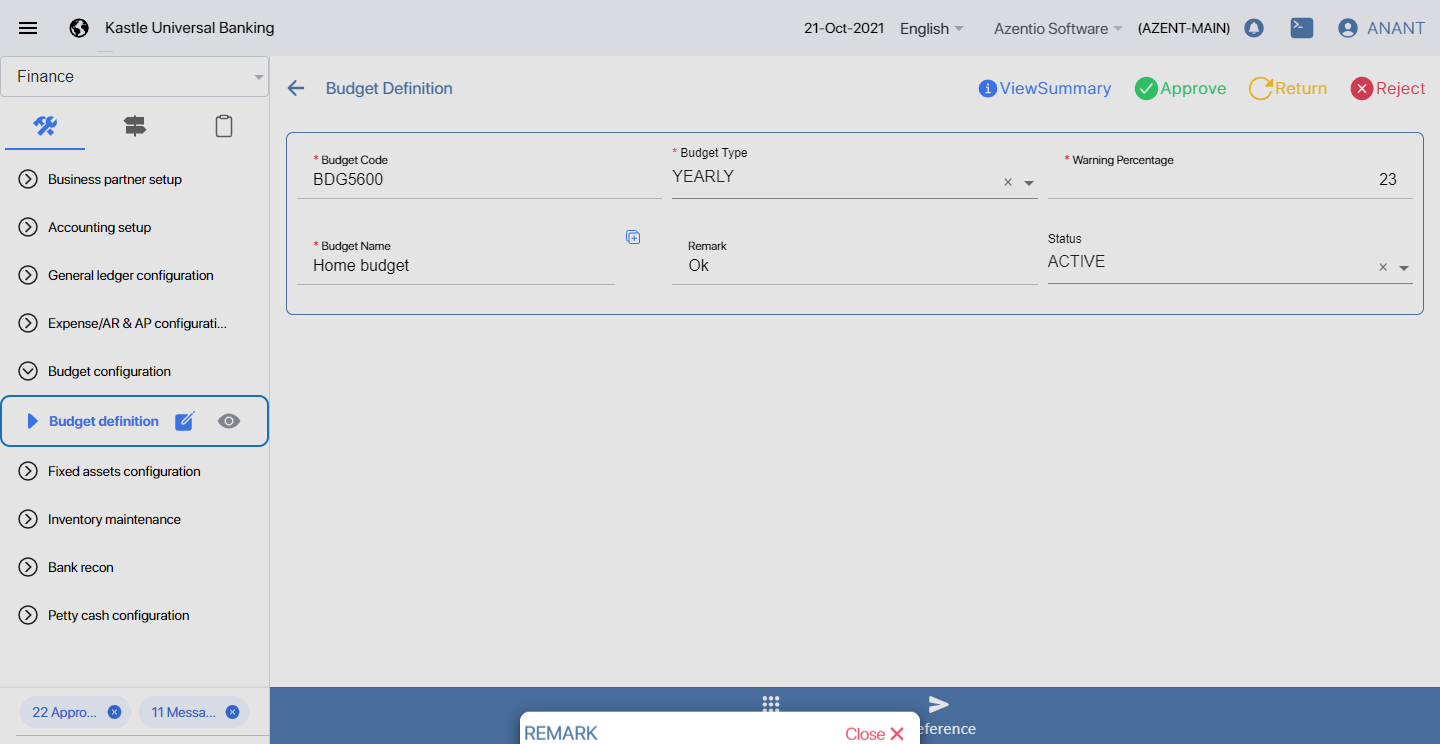 Kastle Universal Banking
21-Oct-2021 English Azentio Software (AZENT-MAIN) ANANT
Finance
Budget Definition
ViewSummary Approve Return Reject
Business partner setup
Accounting setup
General ledger configuration
Expense/AR & AP configurati...
Budget configuration
Budget definition
Fixed assets configuration
Inventory maintenance
Bank recon
Petty cash configuration
22 Appro... 11 Messa...
* Budget Code
BDG5600
* Budget Type
YEARLY
* Warning Percentage
23
* Budget Name
Home budget
Remark
Ok
Status
ACTIVE
eference
REMARK Close